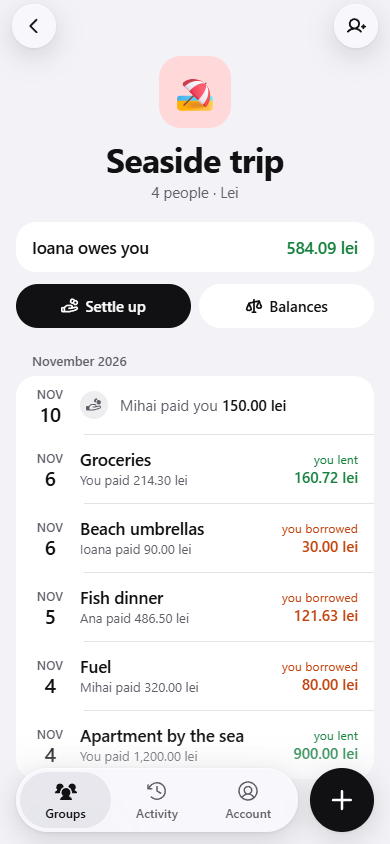 Seaside trip
4 people · Lei
Ioana owes you 584.09 lei
Settle up
Balances
November 2026
NOV
10
Mihai paid you 150.00 lei
NOV
6
Groceries
You paid 214.30 lei
you lent
160.72 lei
NOV
6
Beach umbrellas
Ioana paid 90.00 lei
you borrowed
30.00 lei
NOV
5
Fish dinner
Ana paid 486.50 lei
you borrowed
121.63 lei
NOV
4
Fuel
Mihai paid 320.00 lei
you borrowed
80.00 lei
NOV
4
Apartment by the sea
You paid 1,200.00 lei
you lent
900.00 lei
Groups
Activity
Account